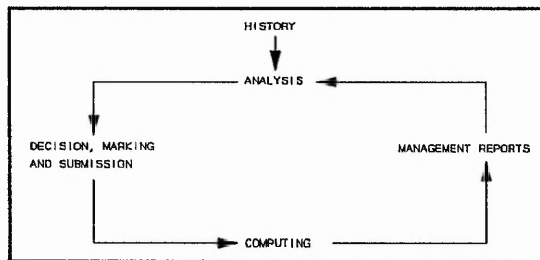 HISTORY
ANALYSIS
DECISION, MARKING
AND SUBMISSION
MANAGEMENT REPORTS
COMPUTING